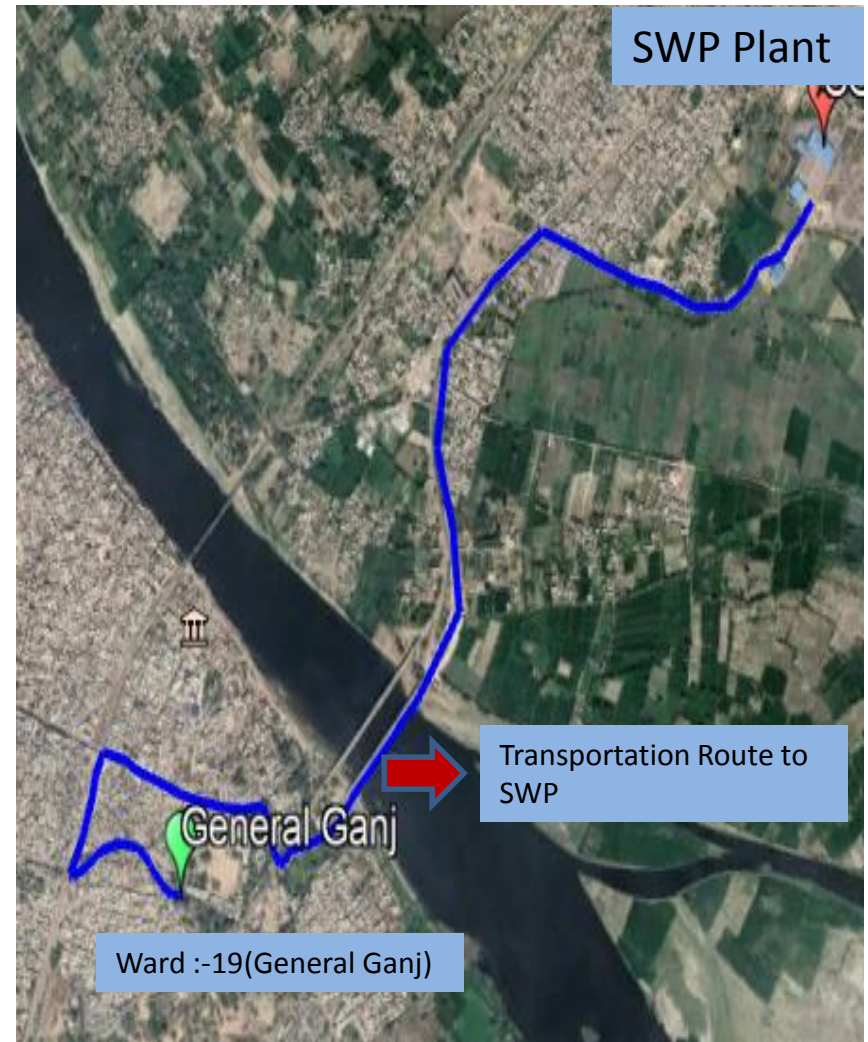 SWP Plant
General Ganj
Transportation Route to
SWP
Ward :-19(General Ganj)